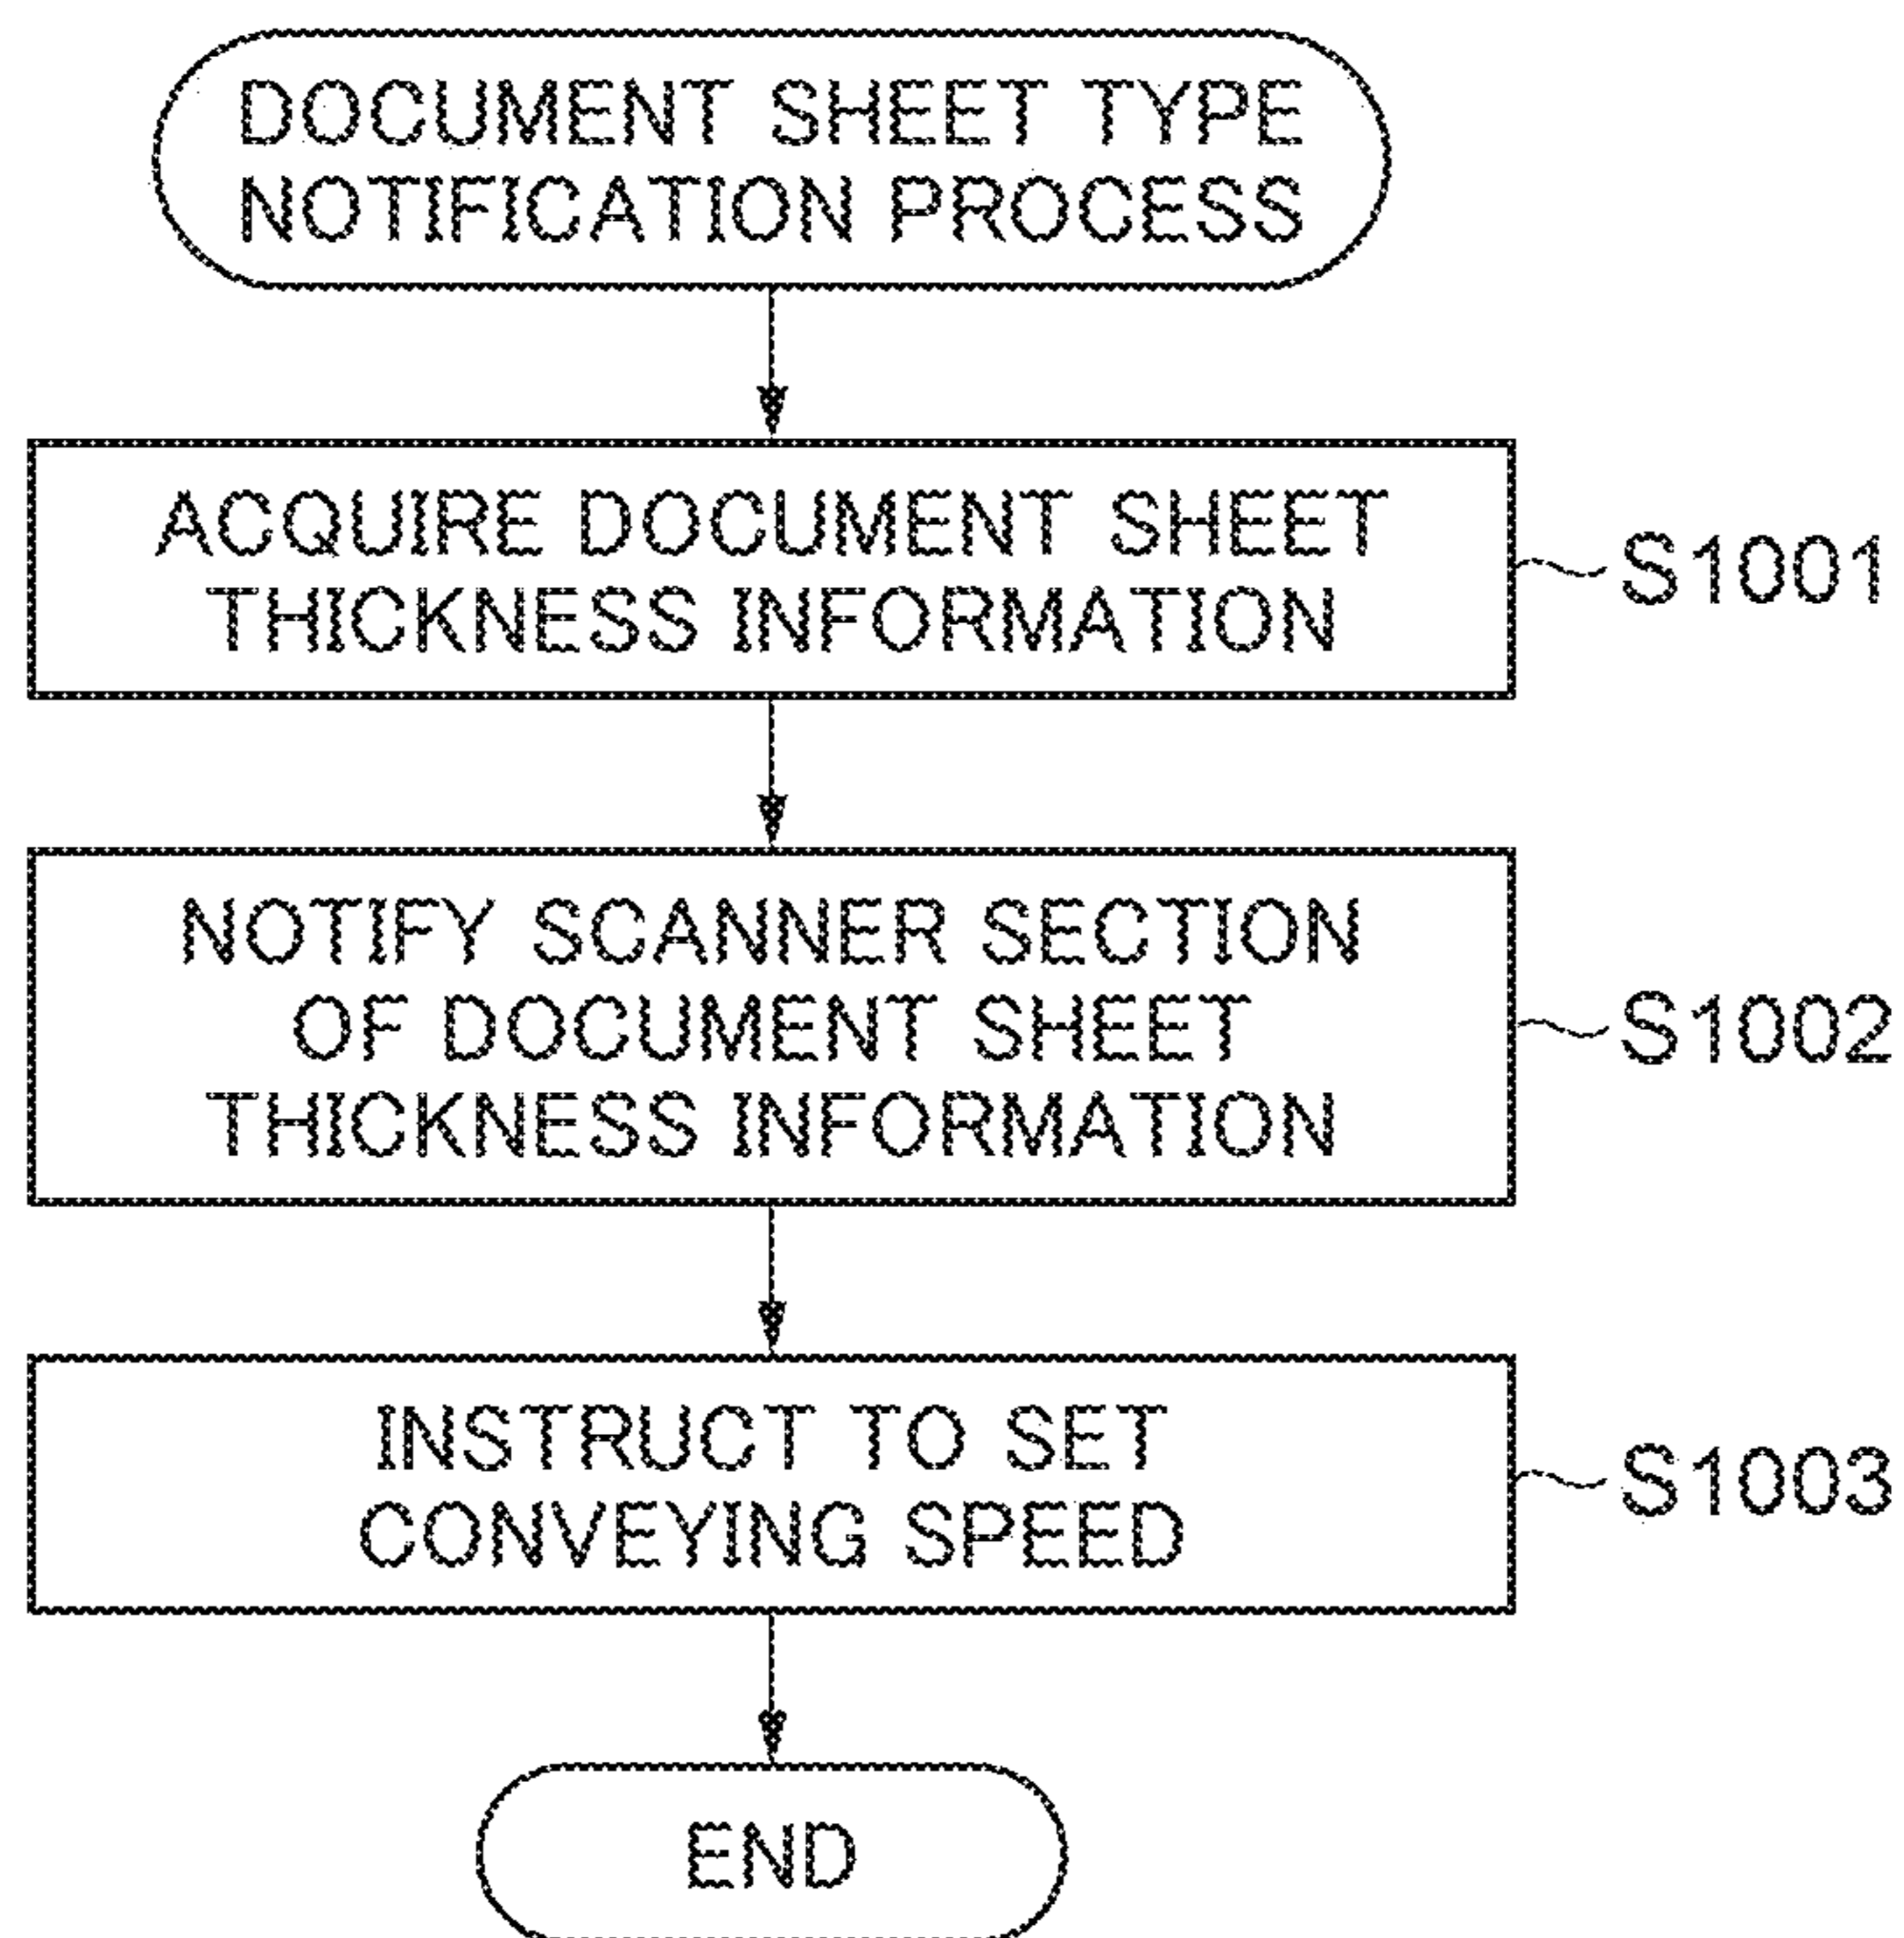 DOCUMENT SHEET TYPE
NOTIFICATION PROCESS
ACQUIRE DOCUMENT SHEET
THICKNESS INFORMATION
S1001
NOTIFY SCANNER SECTION
OF DOCUMENT SHEET
THICKNESS INFORMATION
S1002
INSTRUCT TO SET
CONVEYING SPEED
S1003
END